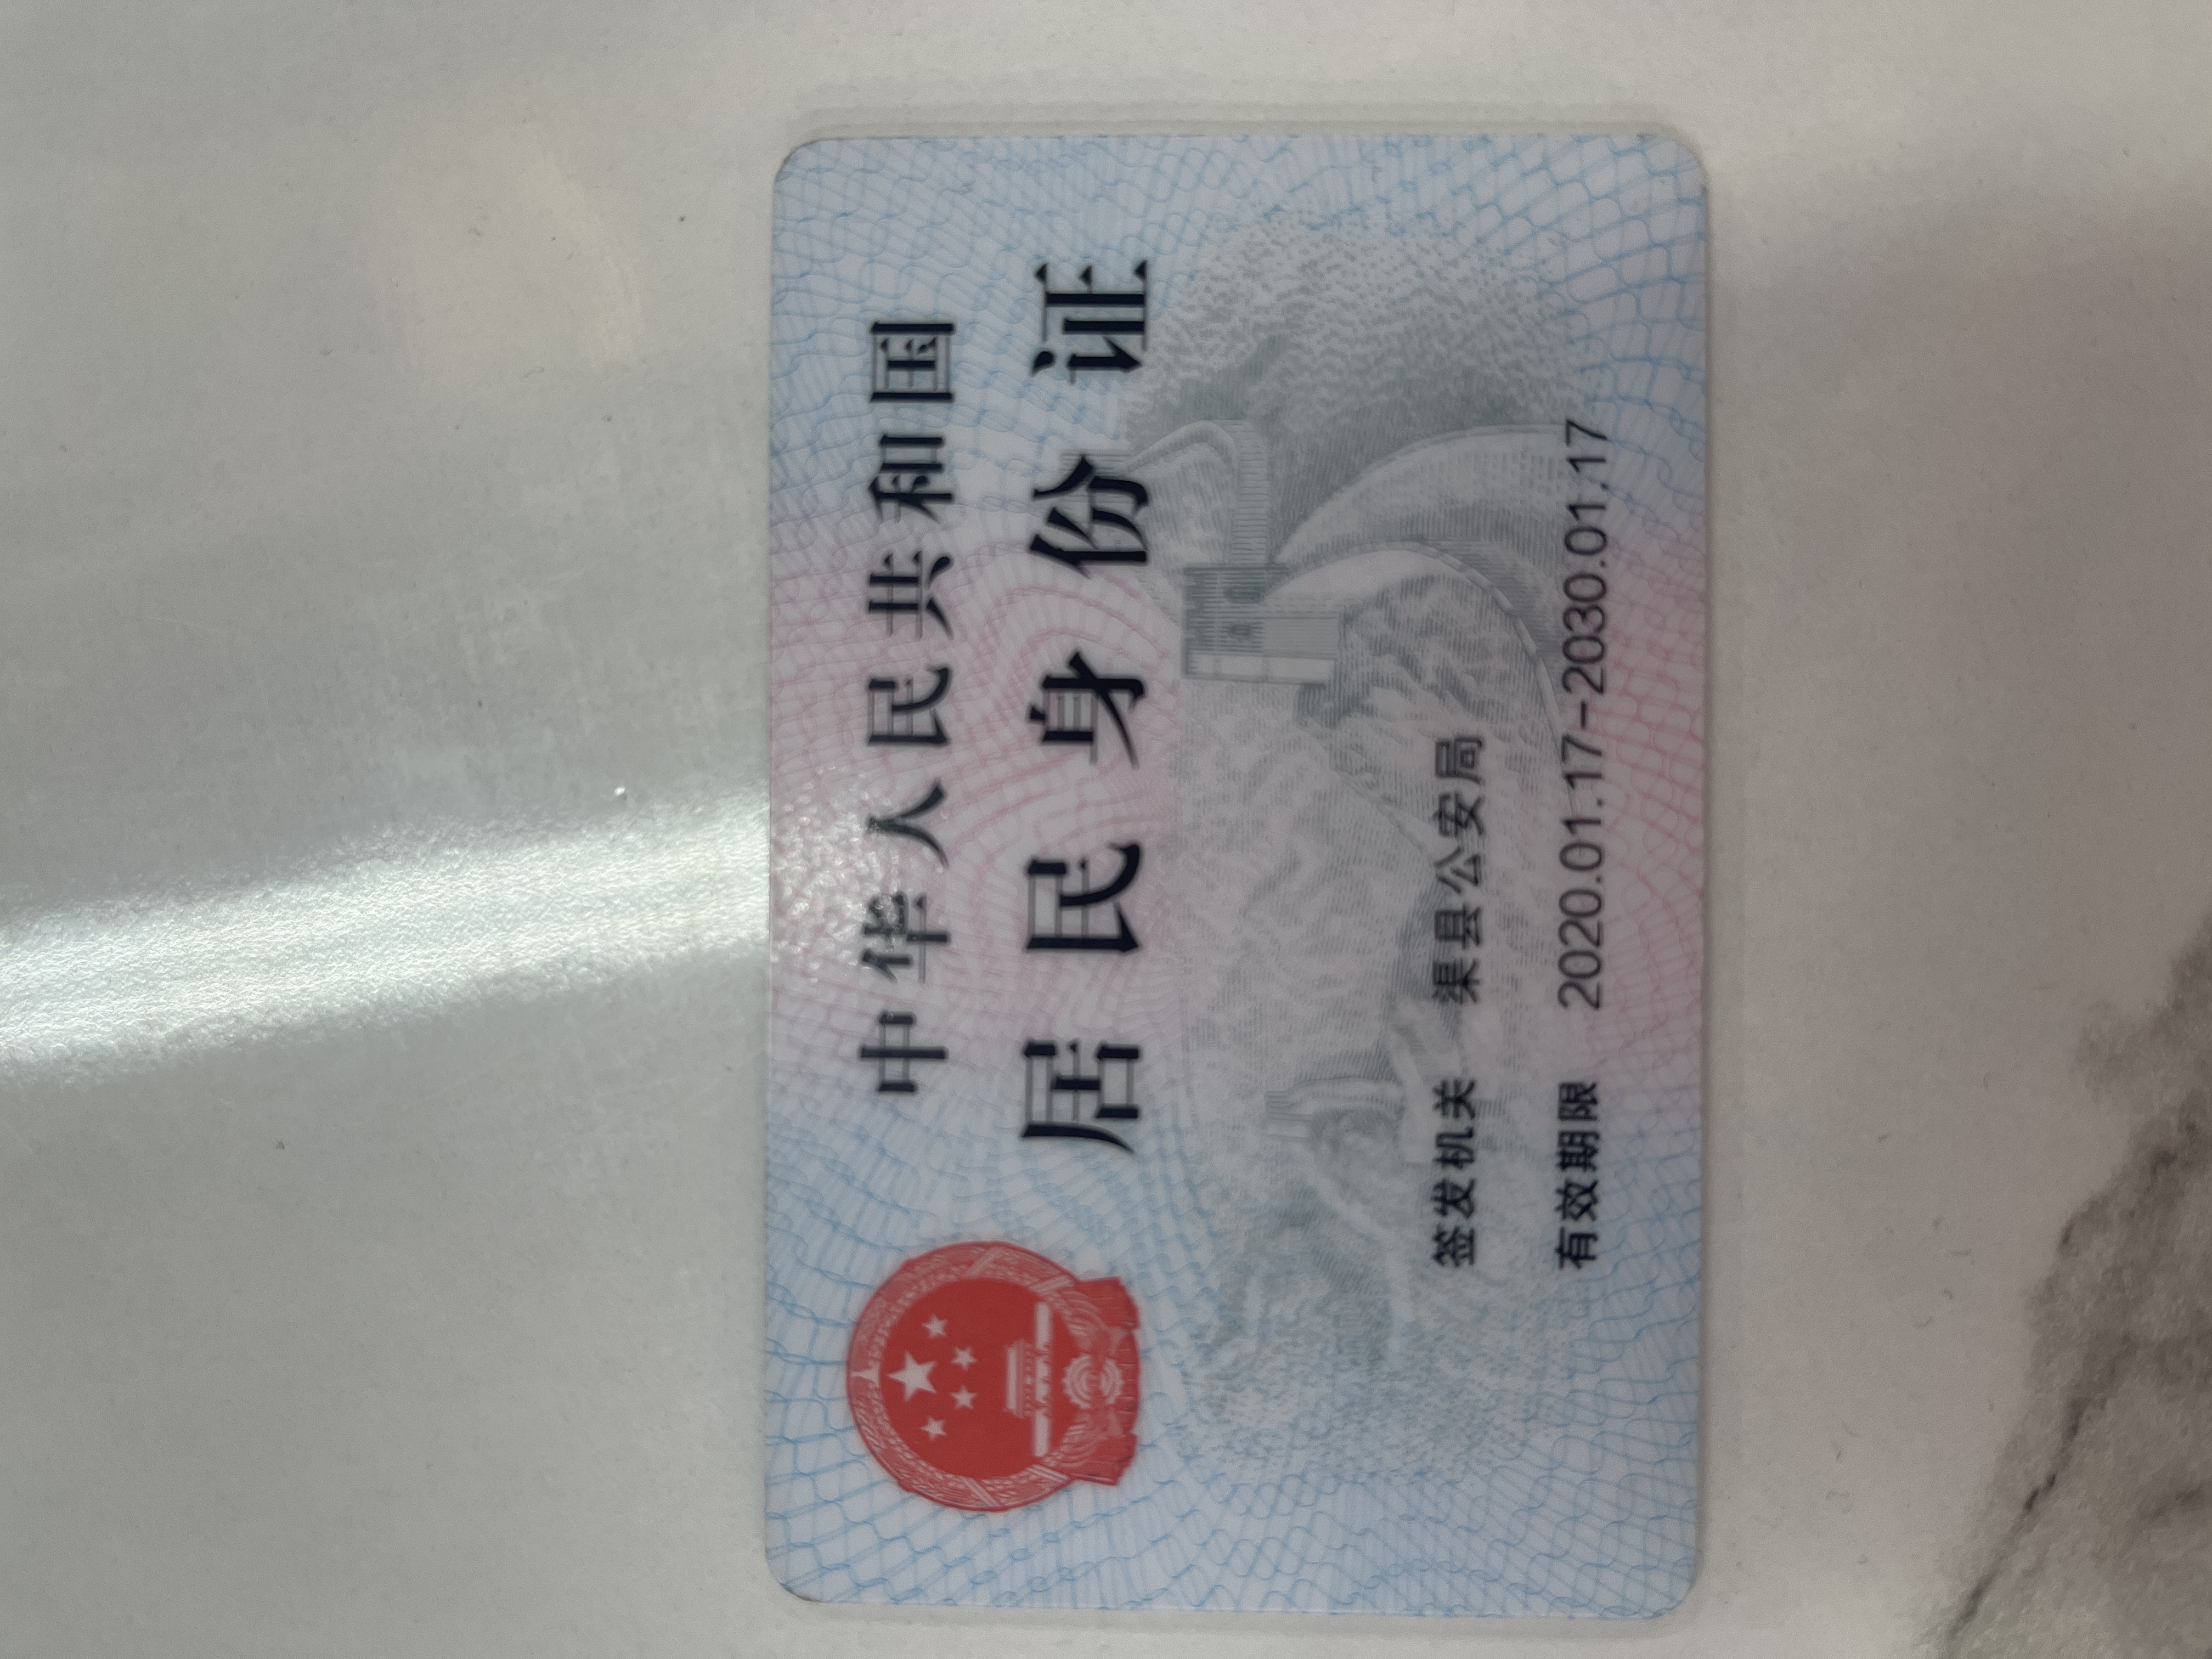 中华人民共和国
居民身份证
签发机关 渠县公安局
有效期限 2020.01.17-2030.01.17